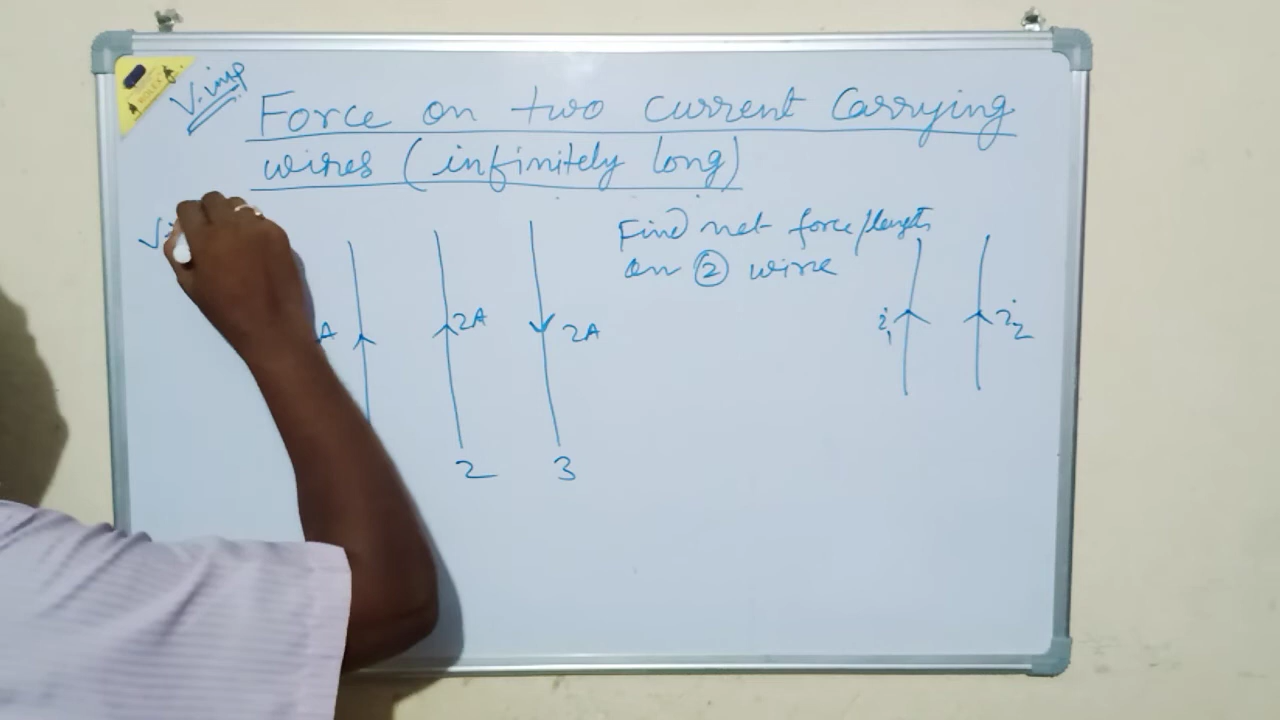 V. imp
Force on two current Carrying
wires (infinitely long)
Find net force/length
on ② wire
A
2A
2A
i₁
i₂
2
3
ROLEX